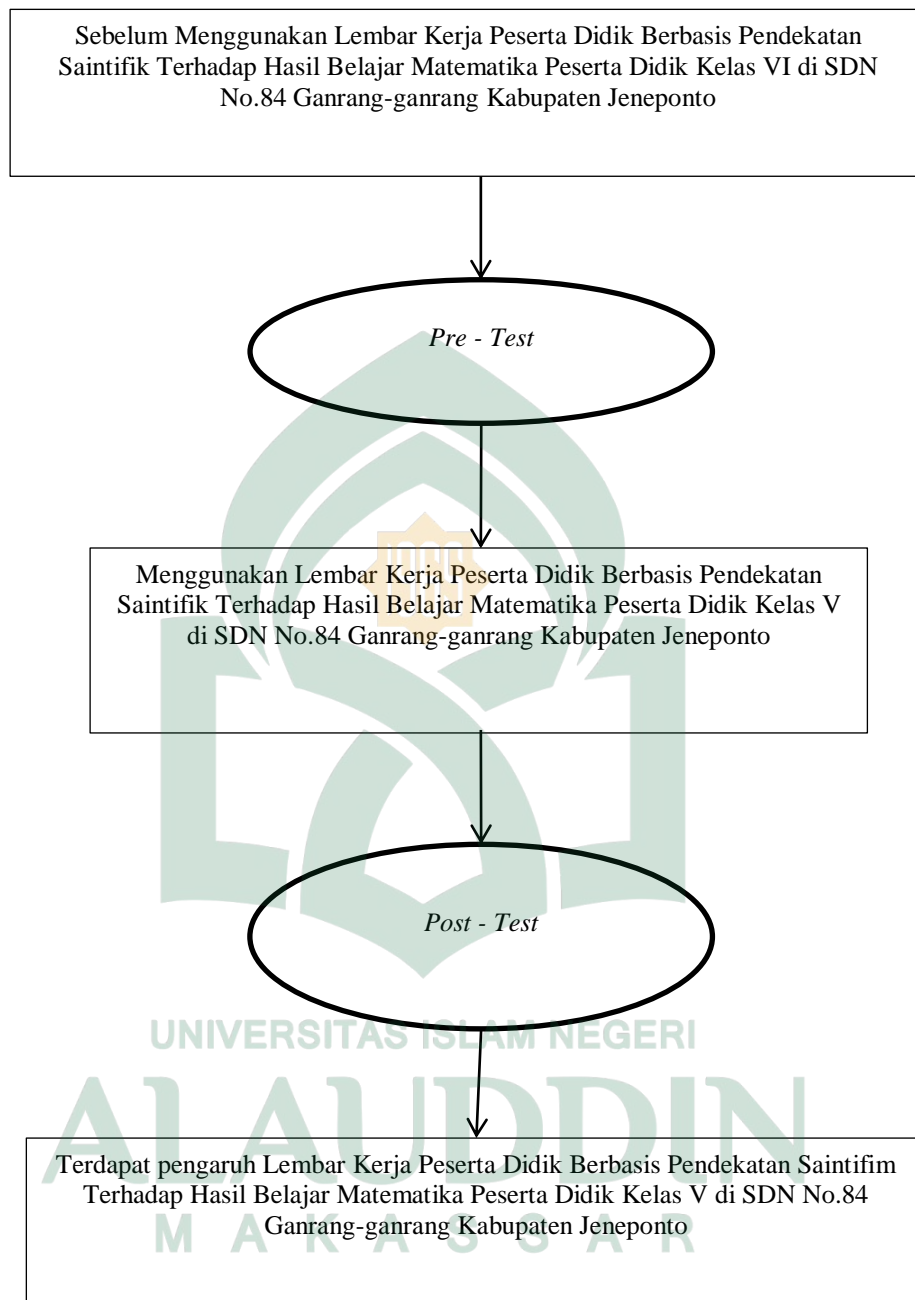 Sebelum Menggunakan Lembar Kerja Peserta Didik Berbasis Pendekatan
Saintifik Terhadap Hasil Belajar Matematika Peserta Didik Kelas VI di SDN
No.84 Ganrang-ganrang Kabupaten Jeneponto
Pre - Test
Menggunakan Lembar Kerja Peserta Didik Berbasis Pendekatan
Saintifik Terhadap Hasil Belajar Matematika Peserta Didik Kelas V
di SDN No.84 Ganrang-ganrang Kabupaten Jeneponto
Post - Test
UNIVERSITAS ISLAM NEGERI
ALAUDDIN
Terdapat pengaruh Lembar Kerja Peserta Didik Berbasis Pendekatan Saintifim
Terhadap Hasil Belajar Matematika Peserta Didik Kelas V di SDN No.84
Ganrang-ganrang Kabupaten Jeneponto
MAKASSAR